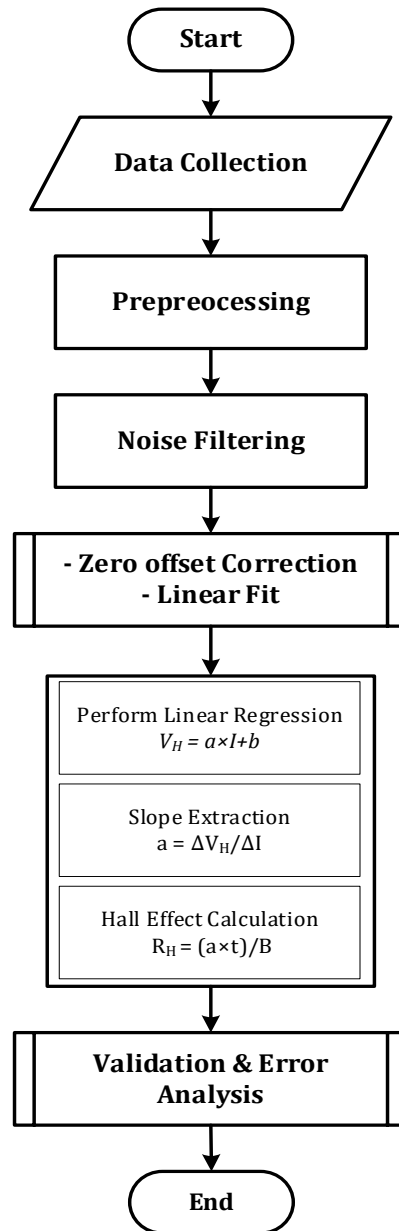 Start
Data Collection
Prepreocessing
Noise Filtering
- Zero offset Correction
- Linear Fit
Perform Linear Regression
V_H = a×I+b
Slope Extraction
a = ΔV_H/ΔI
Hall Effect Calculation
R_H = (a×t)/B
Validation & Error
Analysis
End